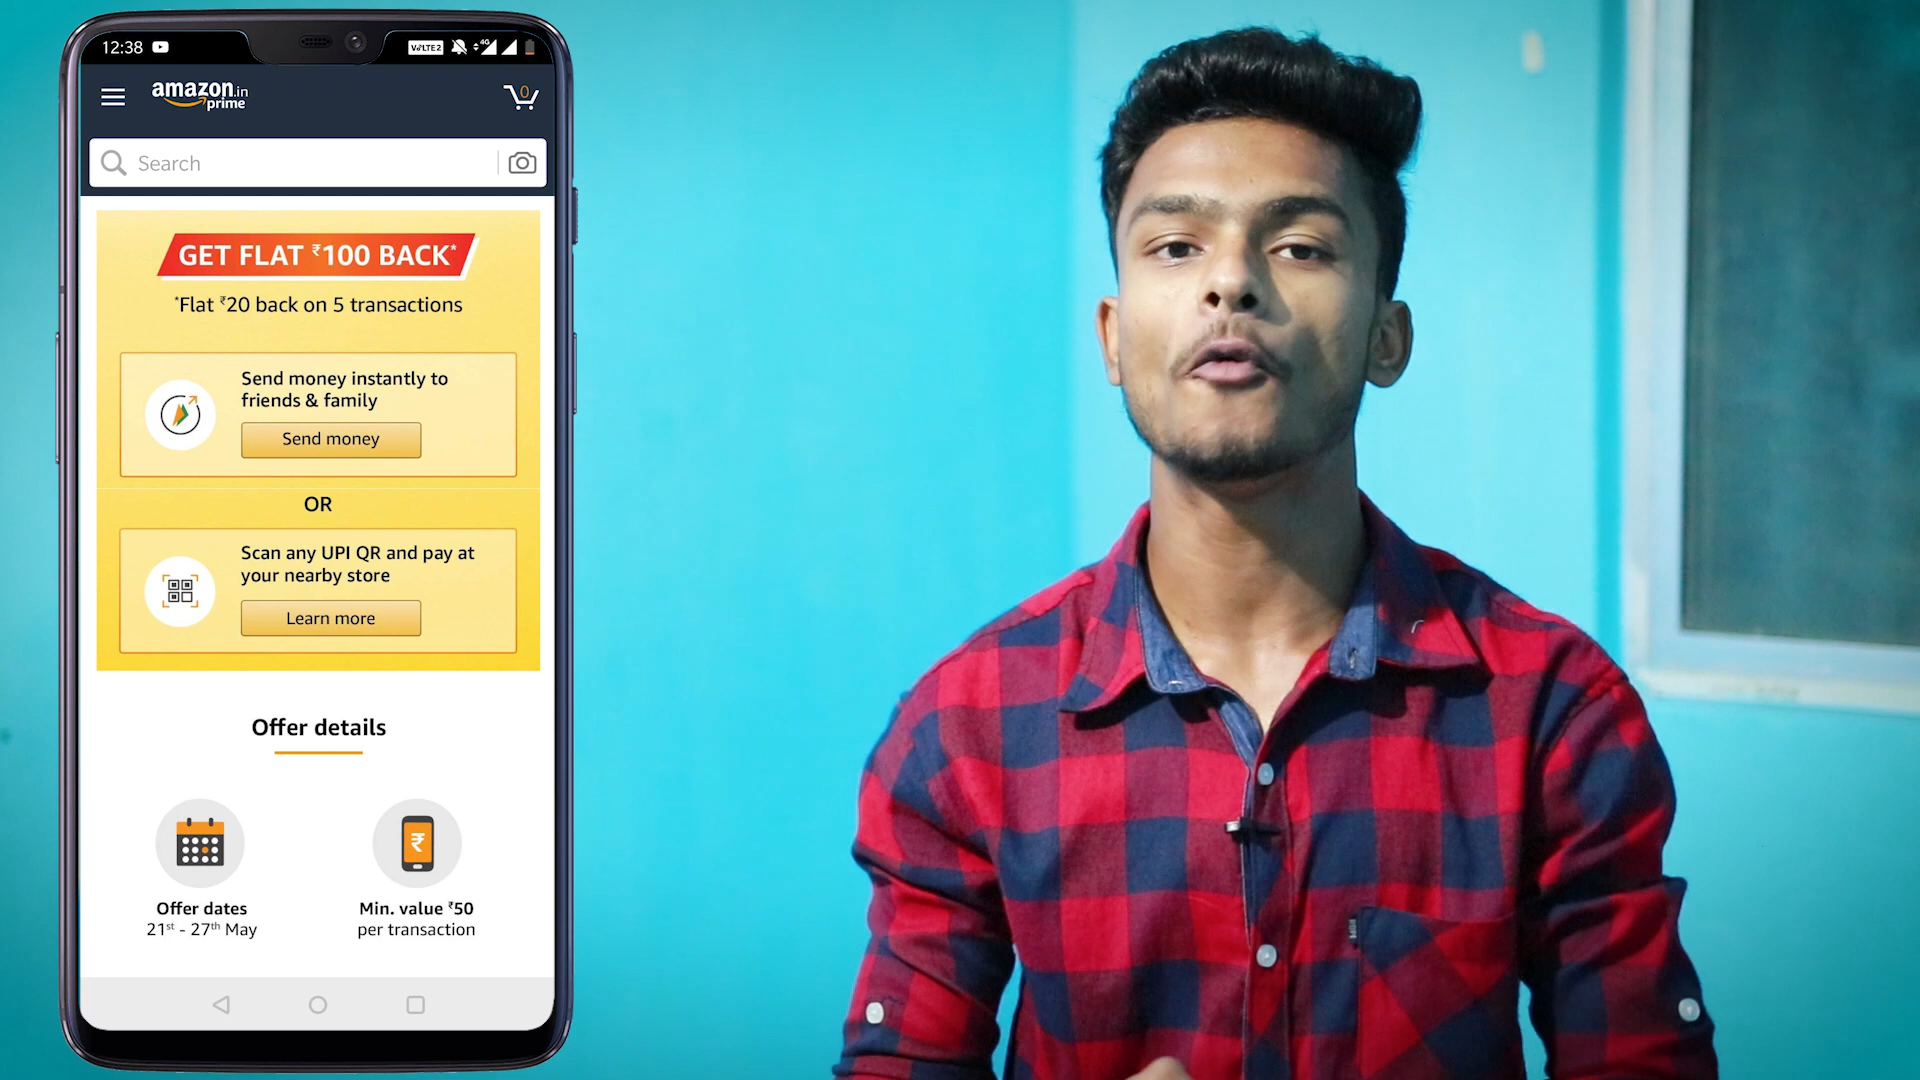 12:38
VoLTE2 4G
amazon.in
prime
0
Search
GET FLAT ₹100 BACK*
*Flat ₹20 back on 5 transactions
Send money instantly to
friends & family
Send money
OR
Scan any UPI QR and pay at
your nearby store
Learn more
Offer details
Offer dates
21st - 27th May
Min. value ₹50
per transaction